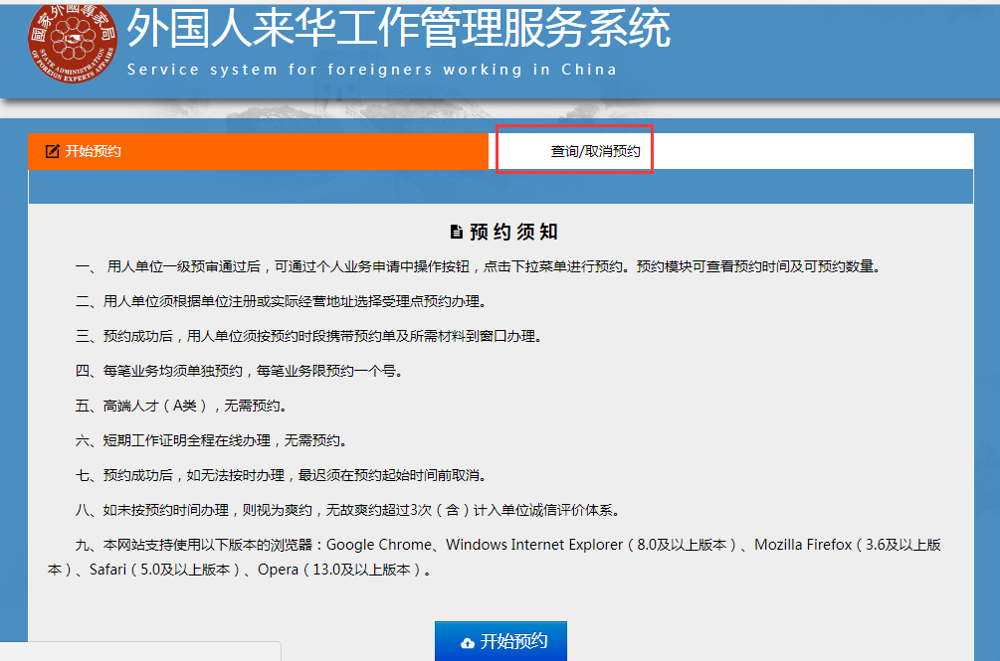 外国人来华工作管理服务系统
Service system for foreigners working in China
國家外國專家局
STATE ADMINISTRATION OF FOREIGN EXPERTS AFFAIRS
开始预约
查询/取消预约
预约须知
一、 用人单位一级预审通过后，可通过个人业务申请中操作按钮，点击下拉菜单进行预约。预约模块可查看预约时间及可预约数量。
二、用人单位须根据单位注册或实际经营地址选择受理点预约办理。
三、预约成功后，用人单位须按预约时段携带预约单及所需材料到窗口办理。
四、每笔业务均须单独预约，每笔业务限预约一个号。
五、高端人才（A类），无需预约。
六、短期工作证明全程在线办理，无需预约。
七、预约成功后，如无法按时办理，最迟须在预约起始时间前取消。
八、如未按预约时间办理，则视为爽约，无故爽约超过3次（含）计入单位诚信评价体系。
九、本网站支持使用以下版本的浏览器：Google Chrome、Windows Internet Explorer（8.0及以上版本）、Mozilla Firefox（3.6及以上版
本）、Safari（5.0及以上版本）、Opera（13.0及以上版本）。
开始预约